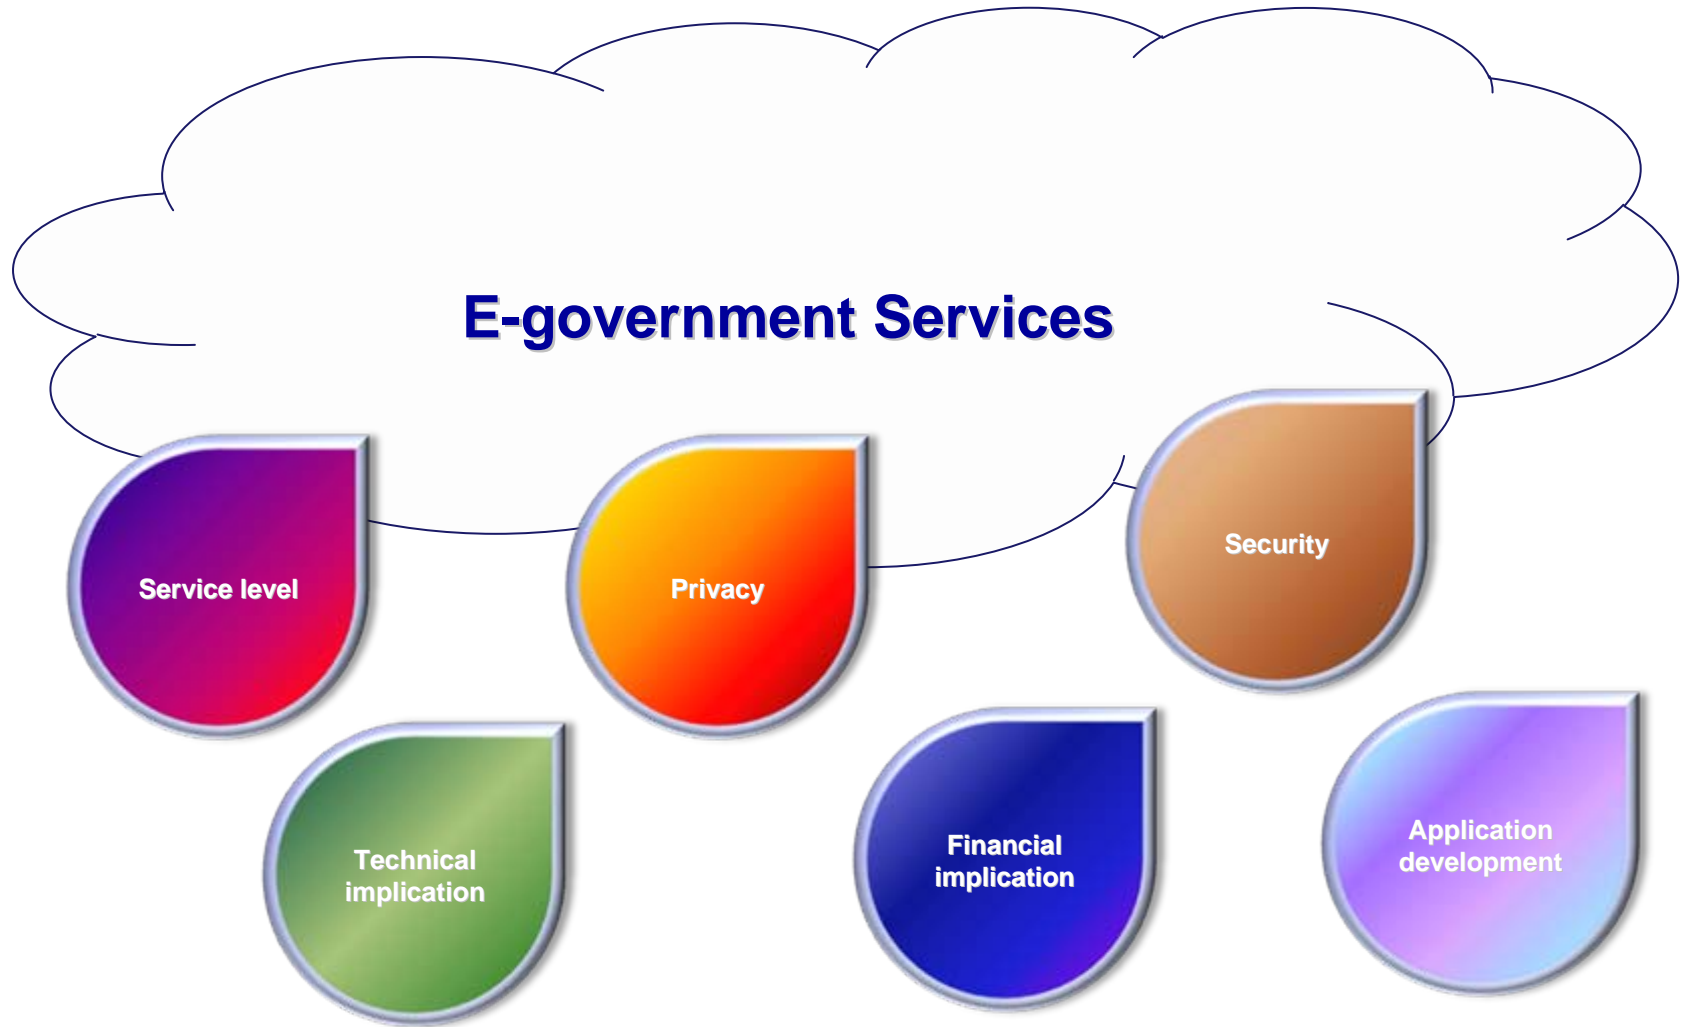 E-government Services
Service level
Privacy
Security
Technical
implication
Financial
implication
Application
development